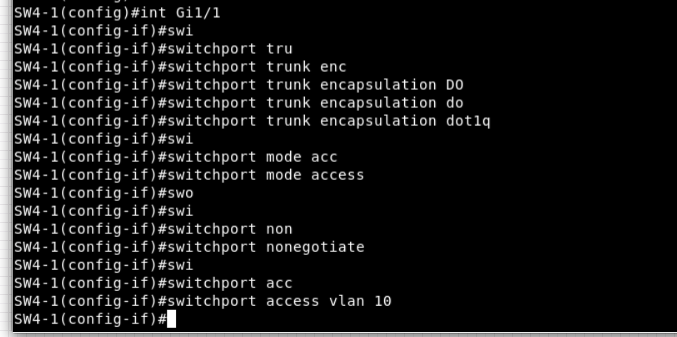 SW4-1(config)#int Gi1/1
SW4-1(config-if)#swi
SW4-1(config-if)#switchport tru
SW4-1(config-if)#switchport trunk enc
SW4-1(config-if)#switchport trunk encapsulation DO
SW4-1(config-if)#switchport trunk encapsulation do
SW4-1(config-if)#switchport trunk encapsulation dot1q
SW4-1(config-if)#swi
SW4-1(config-if)#switchport mode acc
SW4-1(config-if)#switchport mode access
SW4-1(config-if)#swo
SW4-1(config-if)#swi
SW4-1(config-if)#switchport non
SW4-1(config-if)#switchport nonegotiate
SW4-1(config-if)#swi
SW4-1(config-if)#switchport acc
SW4-1(config-if)#switchport access vlan 10
SW4-1(config-if)#